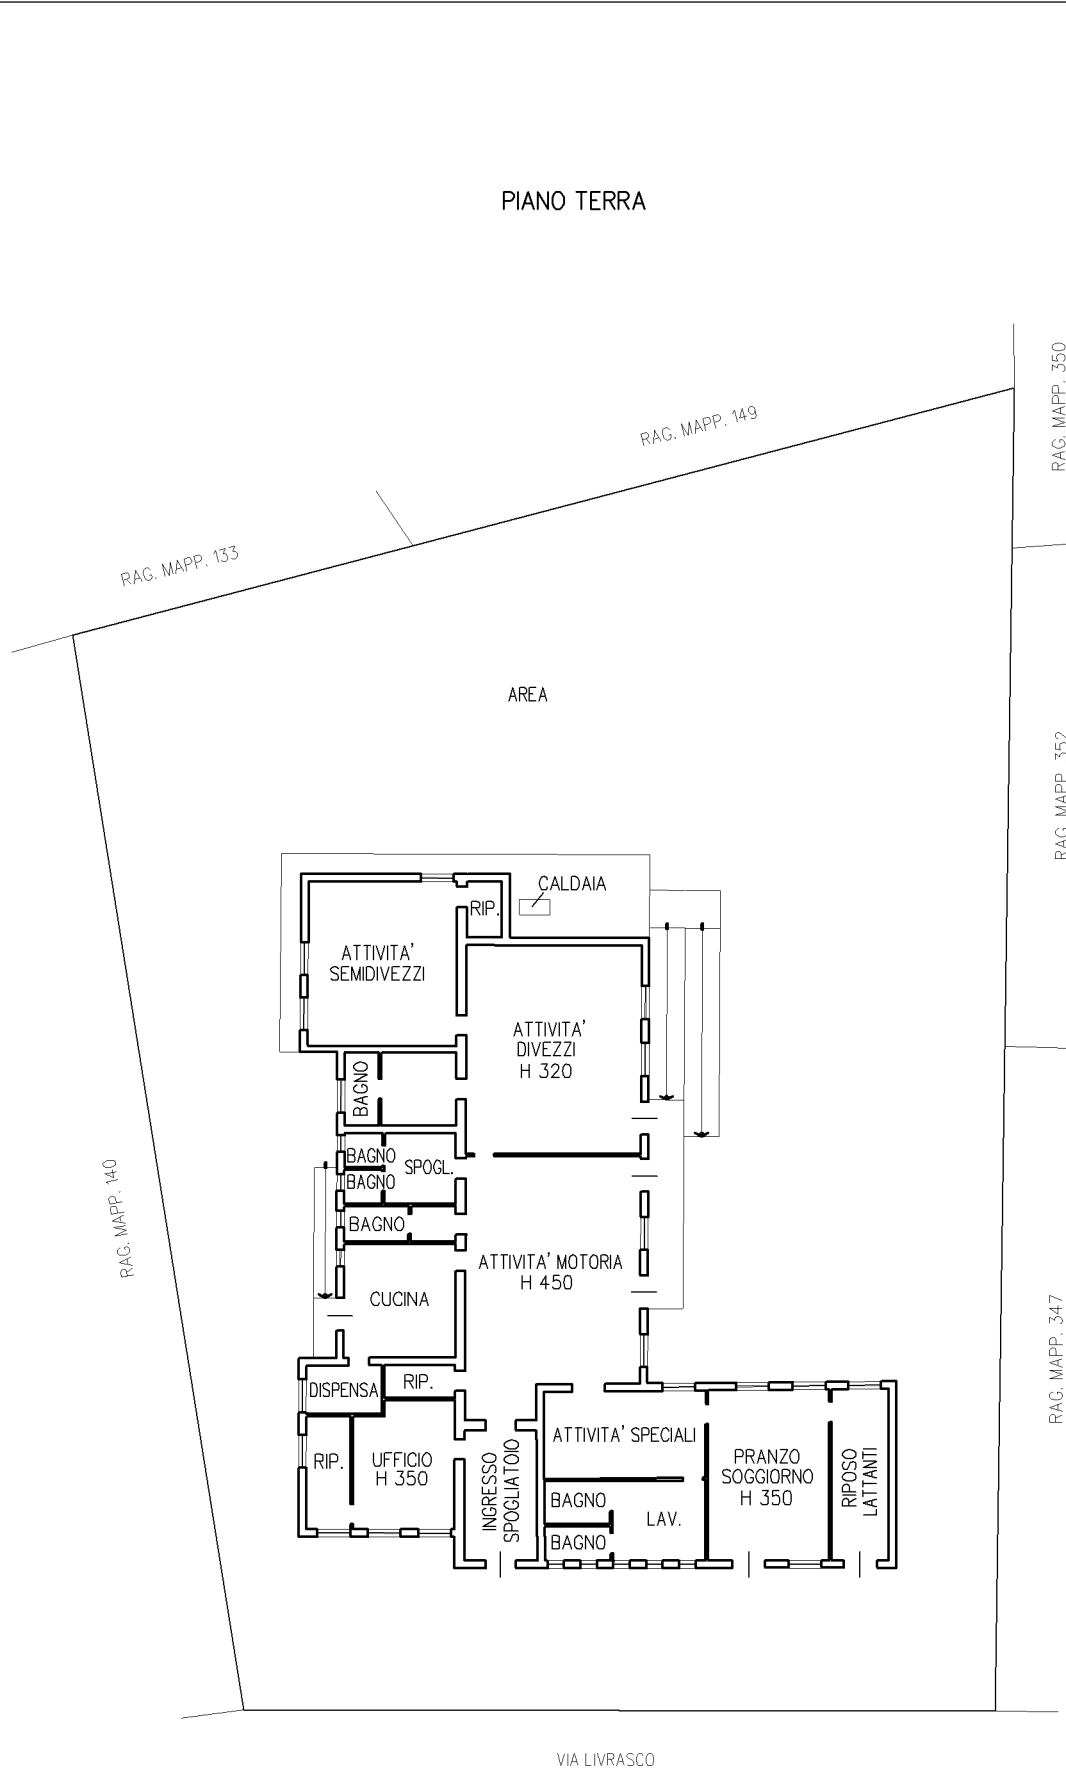 PIANO TERRA
RAG. MAPP. 350
RAG. MAPP. 149
RAG. MAPP. 133
AREA
RAG. MAPP. 352
CALDAIA
RIP.
ATTIVITA'
SEMIDIVEZZI
ATTIVITA'
DIVEZZI
H 320
BAGNO
BAGNO
SPOGL.
BAGNO
BAGNO
RAG. MAPP. 140
ATTIVITA' MOTORIA
H 450
CUCINA
RAG. MAPP. 347
RIP.
DISPENSA
ATTIVITA' SPECIALI
RIP.
UFFICIO
H 350
INGRESSO
SPOGLIATOIO
PRANZO
SOGGIORNO
H 350
RIPOSO
LATTANTI
BAGNO
LAV.
BAGNO
VIA LIVRASCO